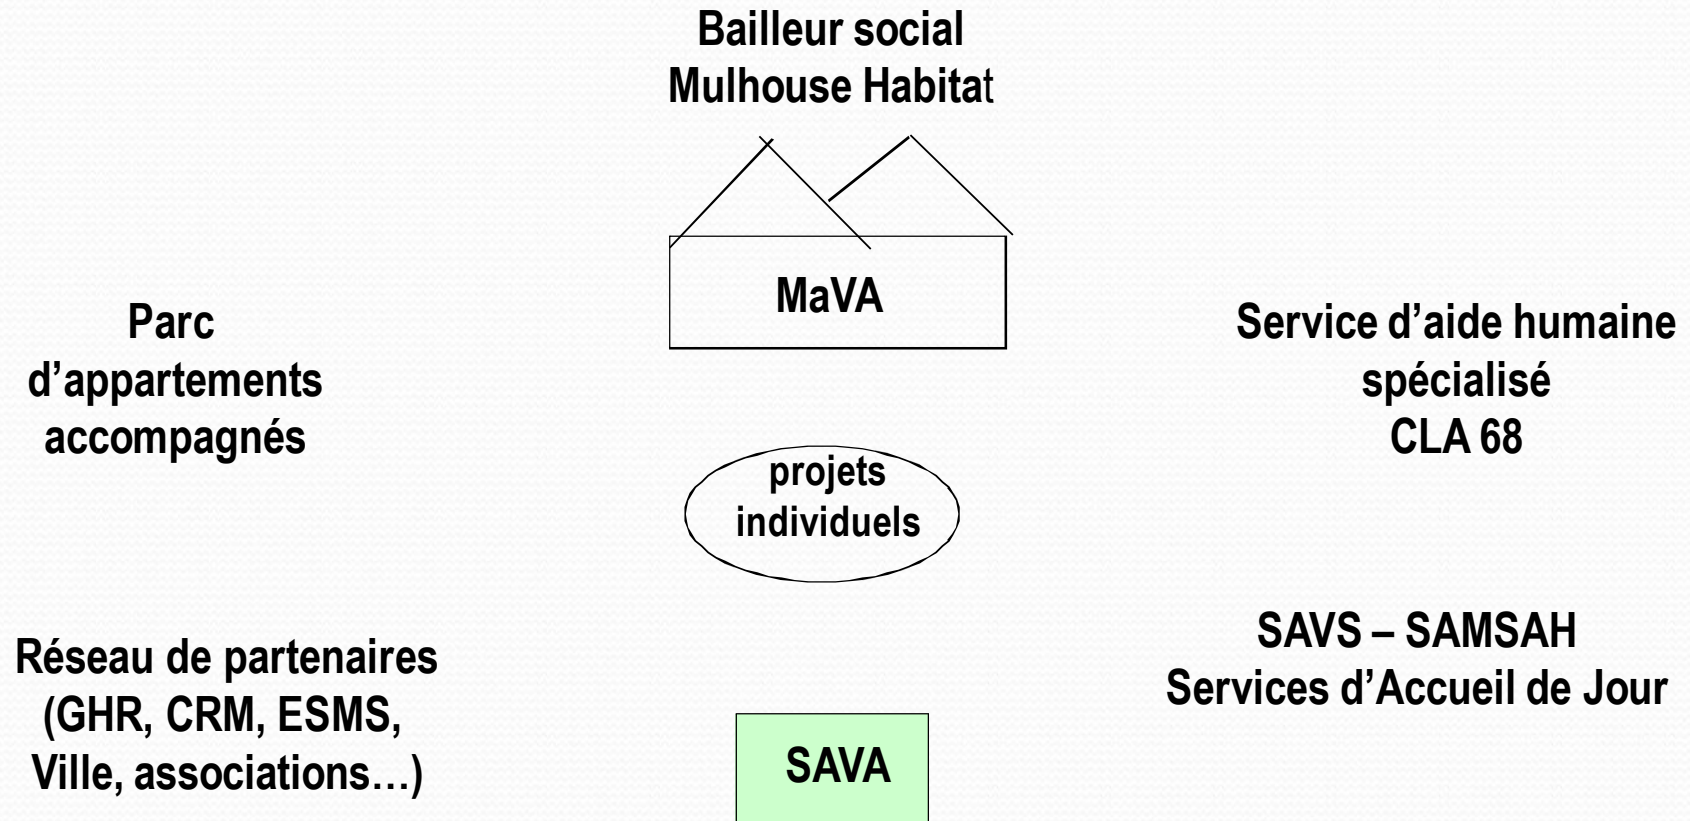 Bailleur social
Mulhouse Habitat
MaVA
Parc
d’appartements
accompagnés
Service d’aide humaine
spécialisé
CLA 68
projets
individuels
Réseau de partenaires
(GHR, CRM, ESMS,
Ville, associations…)
SAVS – SAMSAH
Services d’Accueil de Jour
SAVA